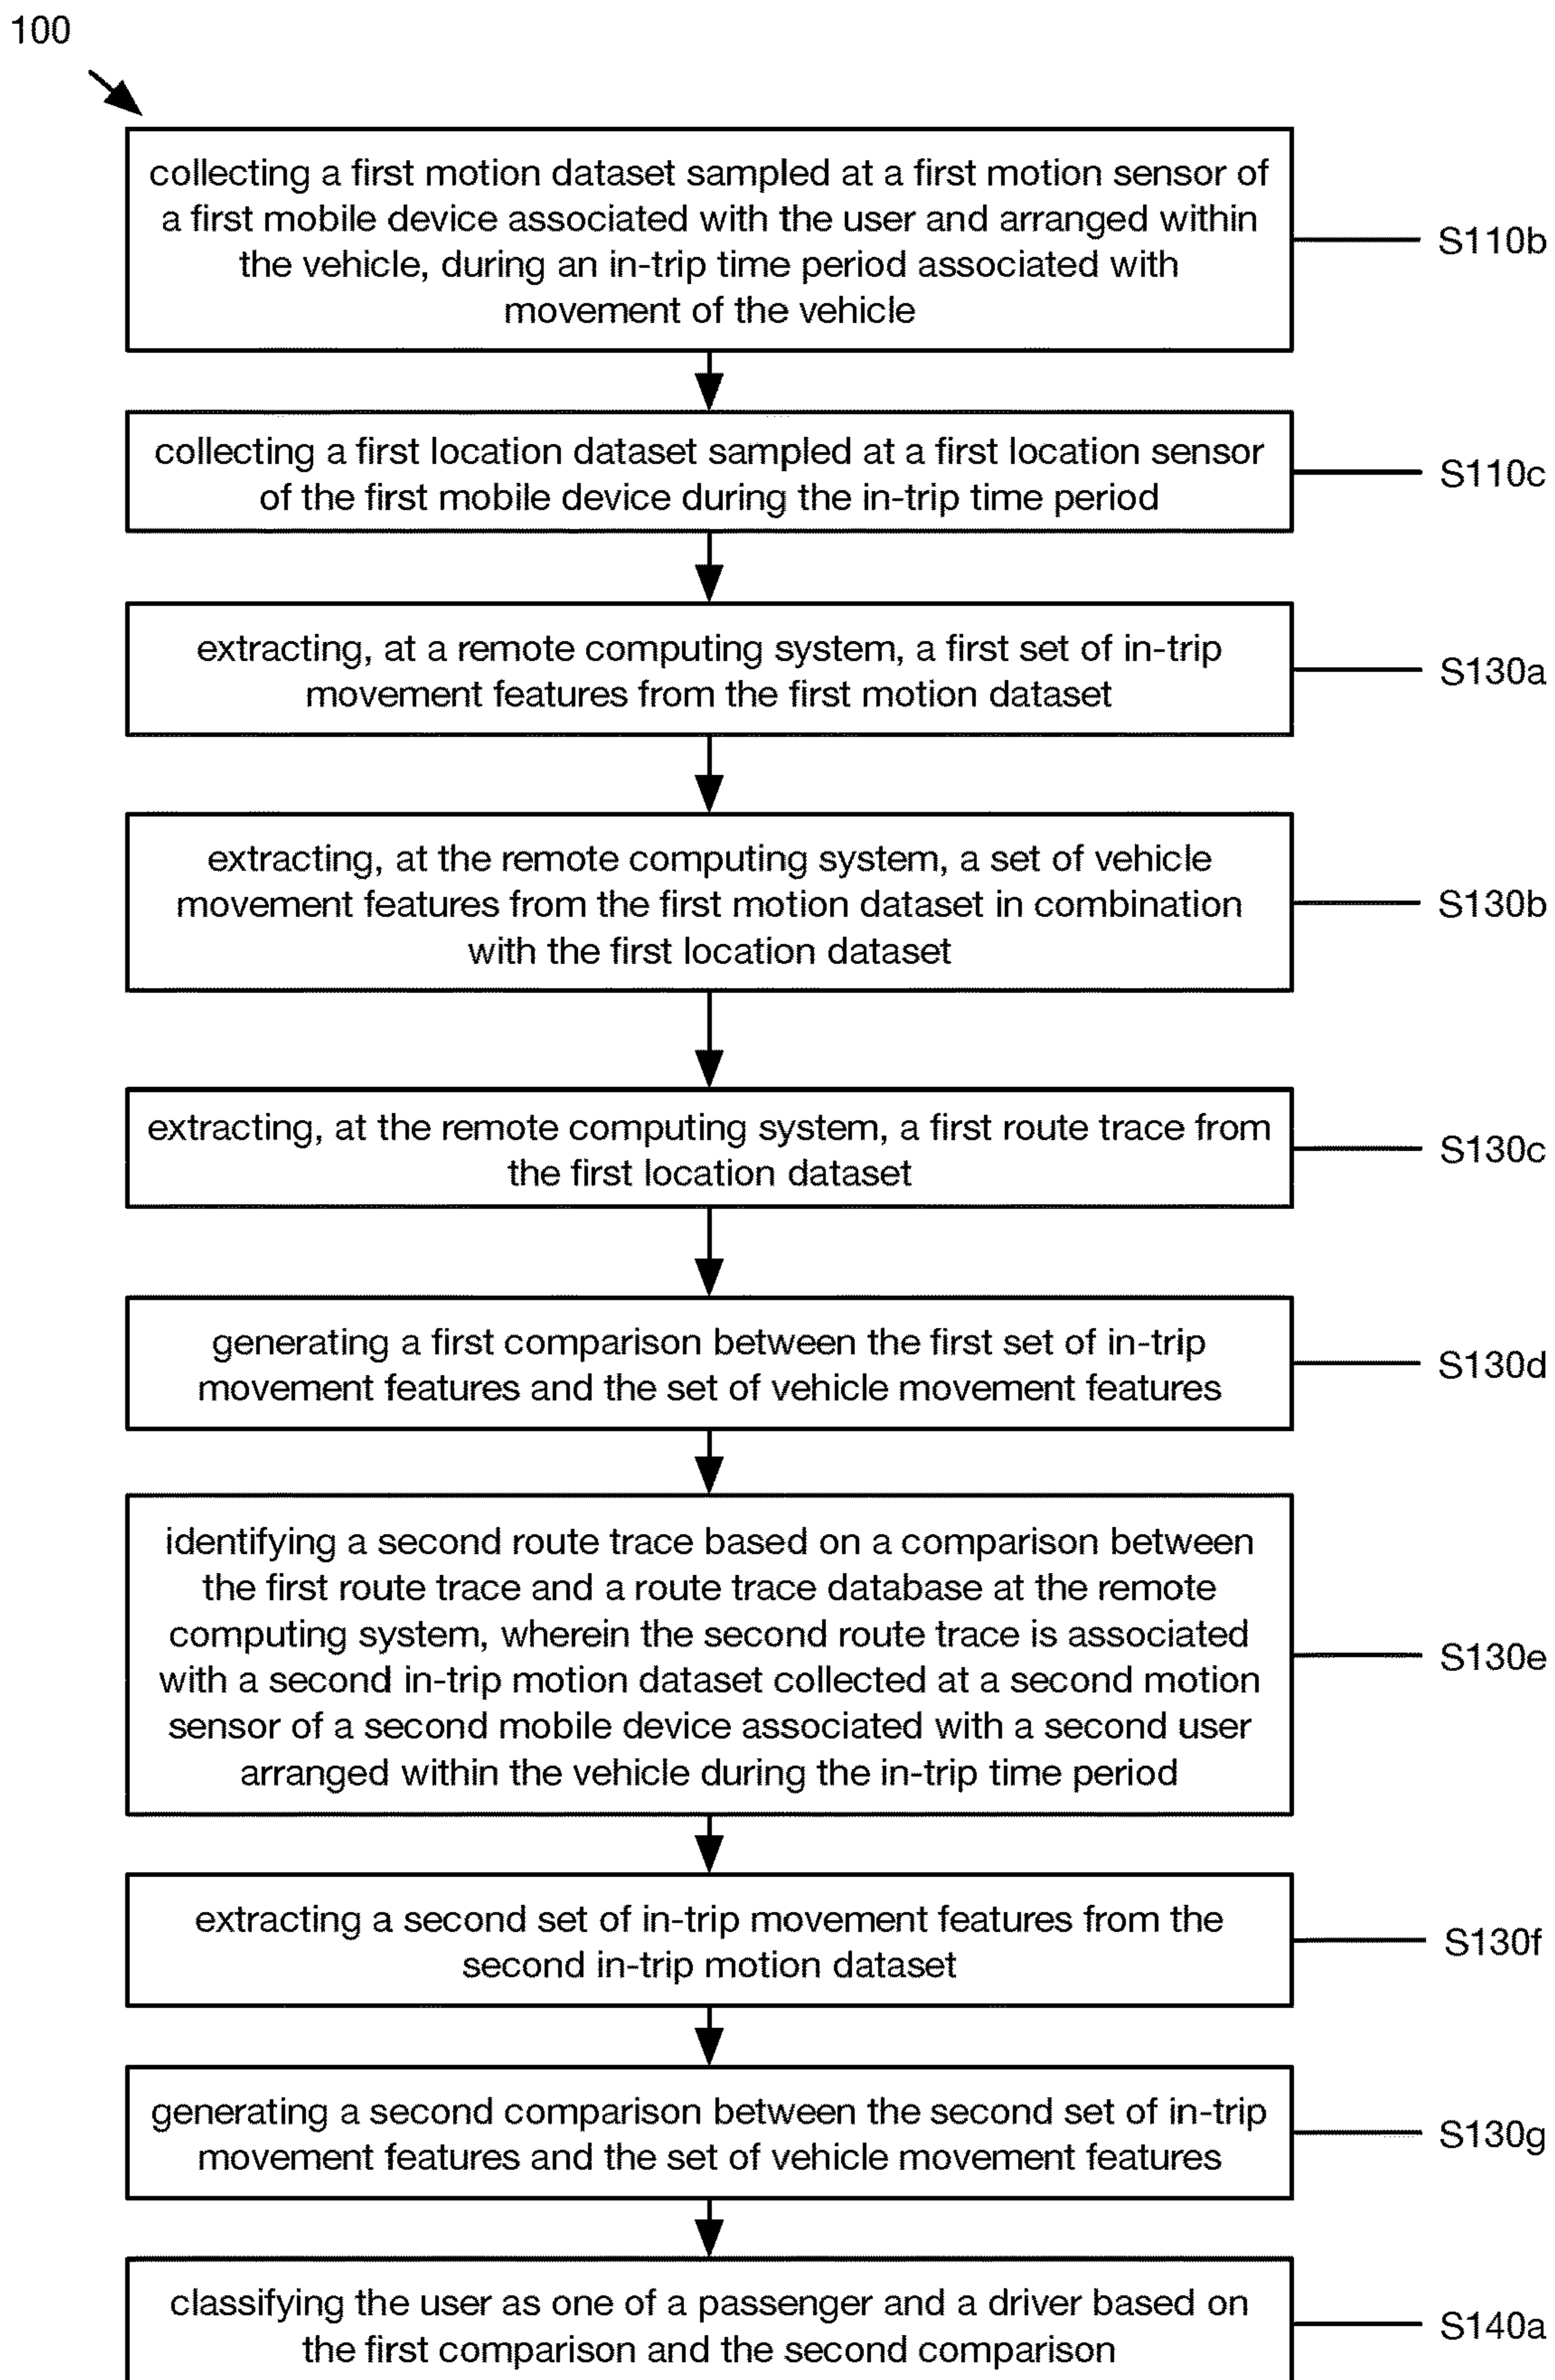 100
collecting a first motion dataset sampled at a first motion sensor of
a first mobile device associated with the user and arranged within
the vehicle, during an in-trip time period associated with
movement of the vehicle
S110b
collecting a first location dataset sampled at a first location sensor
of the first mobile device during the in-trip time period
S110c
extracting, at a remote computing system, a first set of in-trip
movement features from the first motion dataset
S130a
extracting, at the remote computing system, a set of vehicle
movement features from the first motion dataset in combination
with the first location dataset
S130b
extracting, at the remote computing system, a first route trace from
the first location dataset
S130c
generating a first comparison between the first set of in-trip
movement features and the set of vehicle movement features
S130d
identifying a second route trace based on a comparison between
the first route trace and a route trace database at the remote
computing system, wherein the second route trace is associated
with a second in-trip motion dataset collected at a second motion
sensor of a second mobile device associated with a second user
arranged within the vehicle during the in-trip time period
S130e
extracting a second set of in-trip movement features from the
second in-trip motion dataset
S130f
generating a second comparison between the second set of in-trip
movement features and the set of vehicle movement features
S130g
classifying the user as one of a passenger and a driver based on
the first comparison and the second comparison
S140a